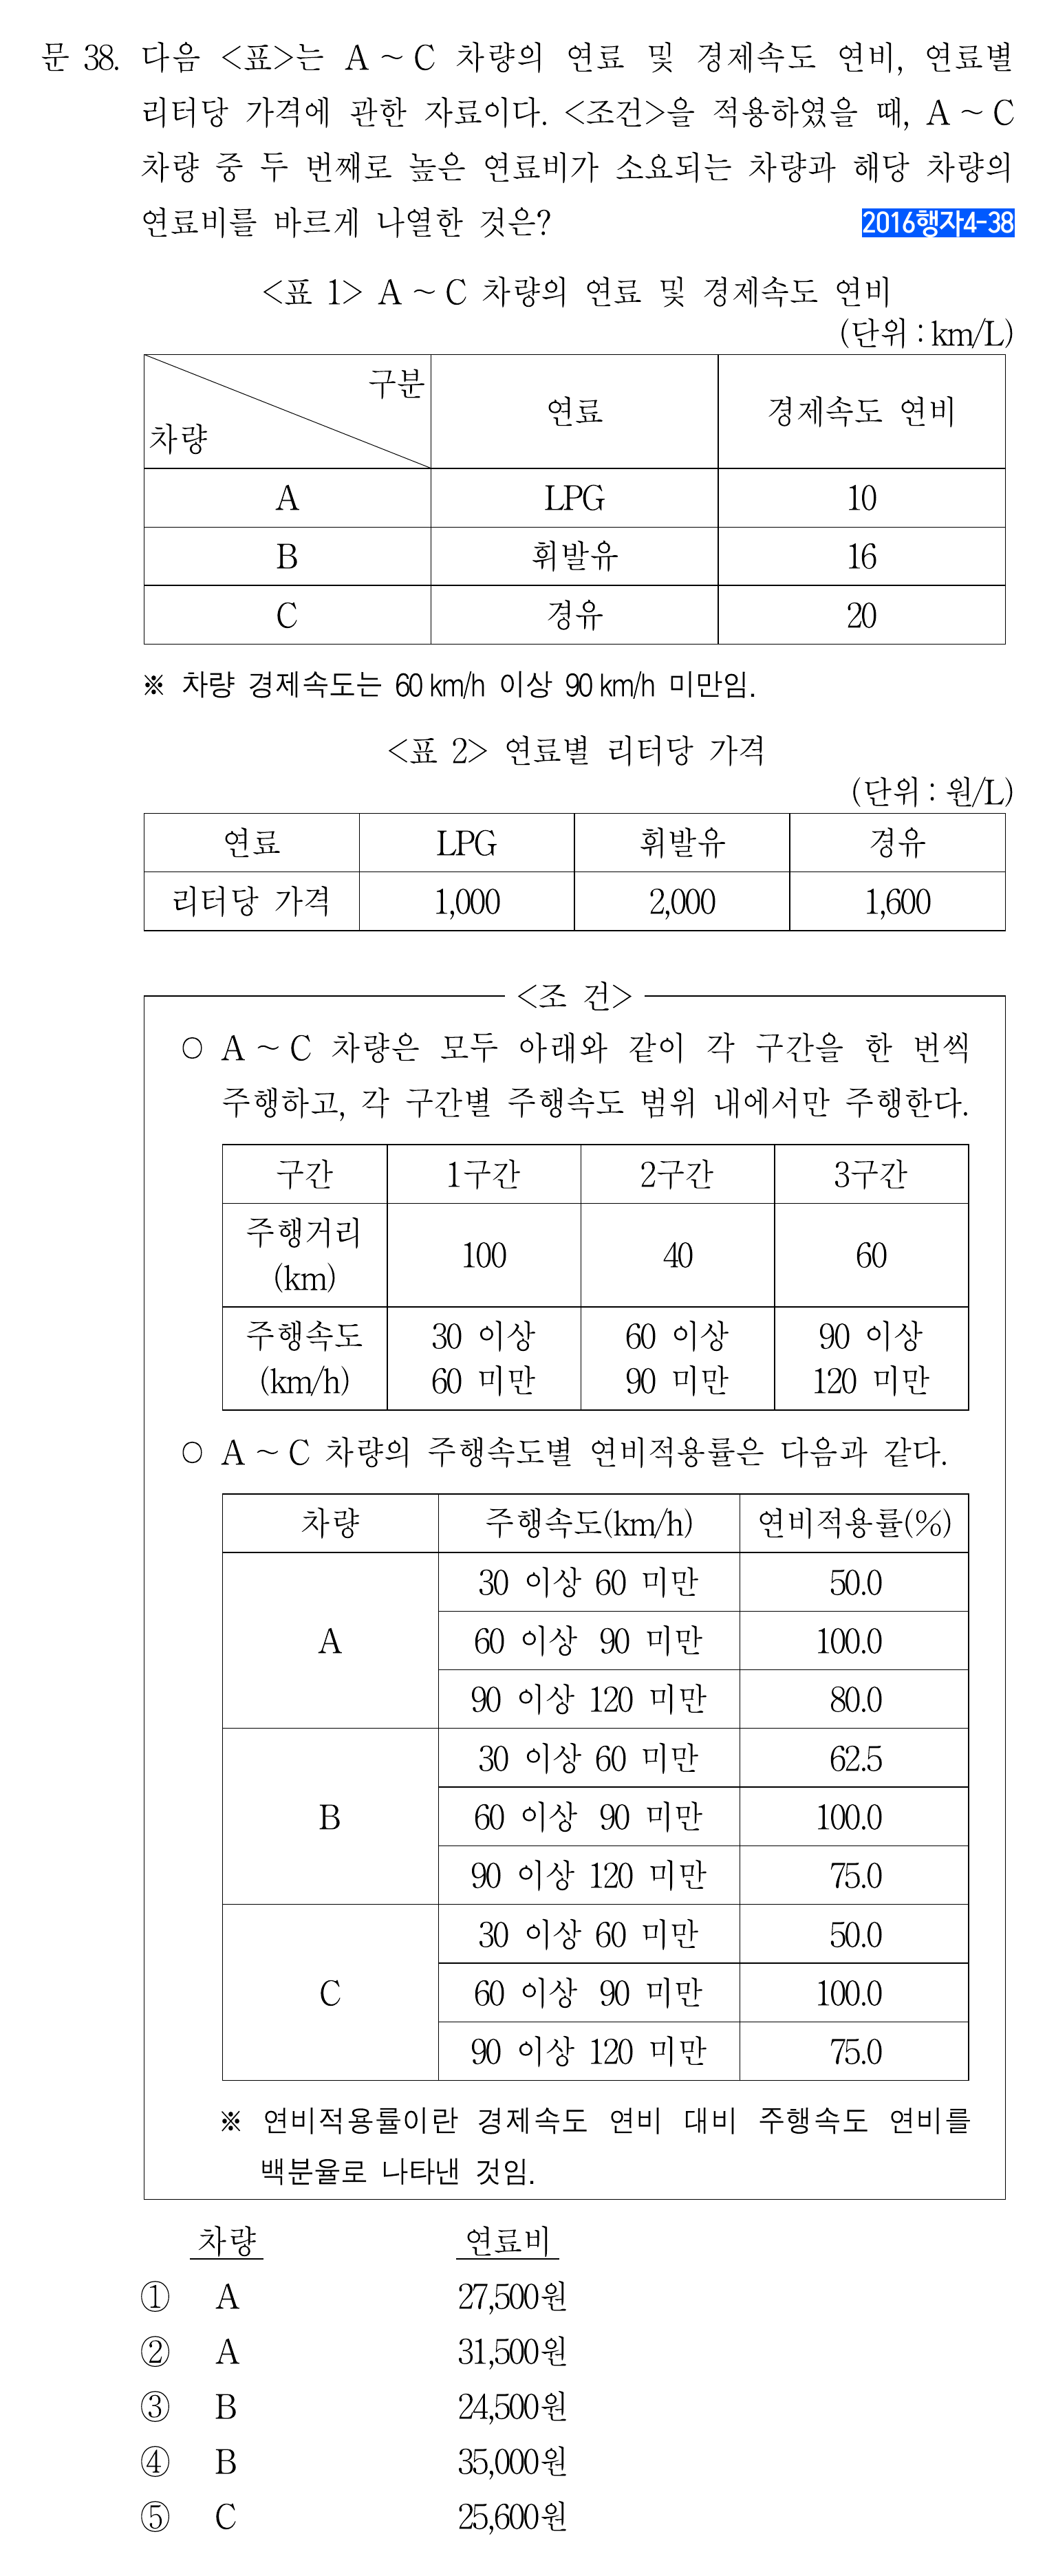 문 38. 다음 <표>는 A ~ C 차량의 연료 및 경제속도 연비, 연료별
리터당 가격에 관한 자료이다. <조건>을 적용하였을 때, A ~ C
차량 중 두 번째로 높은 연료비가 소요되는 차량과 해당 차량의
연료비를 바르게 나열한 것은? 2016행자4-38
<표 1> A ~ C 차량의 연료 및 경제속도 연비
(단위 : km/L)
구분
차량 연료 경제속도 연비
A LPG 10
B 휘발유 16
C 경유 20
※ 차량 경제속도는 60 km/h 이상 90 km/h 미만임.
<표 2> 연료별 리터당 가격
(단위 : 원/L)
연료 LPG 휘발유 경유
리터당 가격 1,000 2,000 1,600
<조 건>
○ A ~ C 차량은 모두 아래와 같이 각 구간을 한 번씩
주행하고, 각 구간별 주행속도 범위 내에서만 주행한다.
구간 1구간 2구간 3구간
주행거리
(km) 100 40 60
주행속도 30 이상 60 이상 90 이상
(km/h) 60 미만 90 미만 120 미만
○ A ~ C 차량의 주행속도별 연비적용률은 다음과 같다.
차량 주행속도(km/h) 연비적용률(%)
30 이상 60 미만 50.0
A 60 이상 90 미만 100.0
90 이상 120 미만 80.0
30 이상 60 미만 62.5
B 60 이상 90 미만 100.0
90 이상 120 미만 75.0
30 이상 60 미만 50.0
C 60 이상 90 미만 100.0
90 이상 120 미만 75.0
※ 연비적용률이란 경제속도 연비 대비 주행속도 연비를
백분율로 나타낸 것임.
차량 연료비
① A 27,500원
② A 31,500원
③ B 24,500원
④ B 35,000원
⑤ C 25,600원